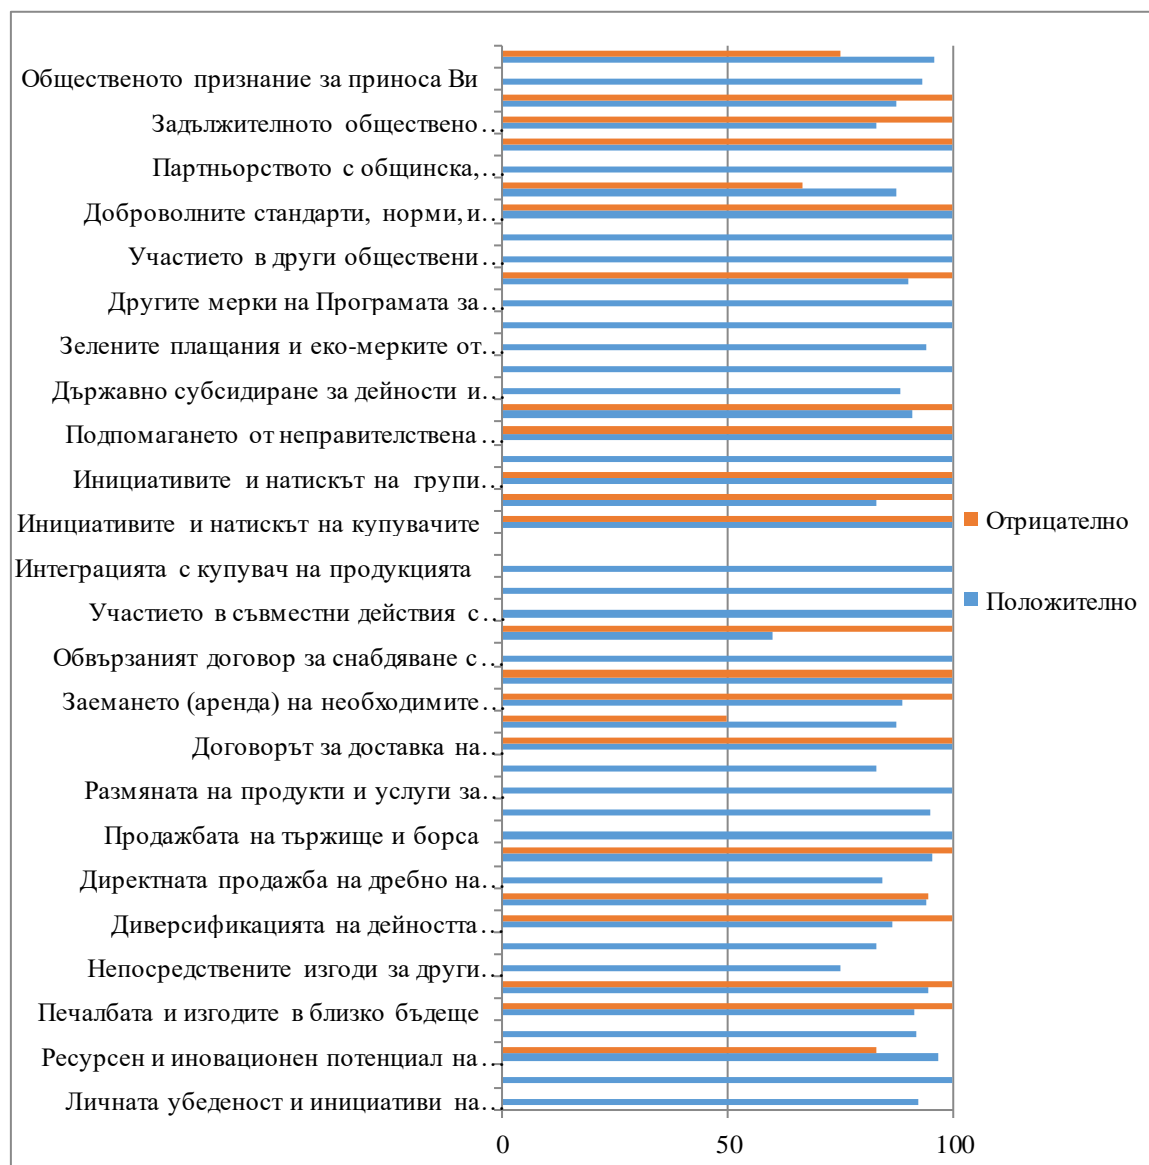 Общественото признание за приноса Ви
Задължителното обществено…
Партньорството с общинска,…
Доброволните стандарти, норми, и…
Участието в други обществени…
Другите мерки на Програмата за…
Зелените плащания и еко-мерките от…
Държавно субсидиране за дейности и…
Подпомагането от неправителствена…
Инициативите и натискът на групи…
Инициативите и натискът на купувачите
Интеграцията с купувач на продукцията
Участието в съвместни действия с…
Обвързаният договор за снабдяване с…
Заемането (аренда) на необходимите…
Договорът за доставка на…
Размяната на продукти и услуги за…
Продажбата на тържище и борса
Директната продажба на дребно на…
Диверсификацията на дейността…
Непосредствените изгоди за други…
Печалбата и изгодите в близко бъдеще
Ресурсен и иновационен потенциал на…
Личната убеденост и инициативи на…
0 50 100
Отрицателно
Положително